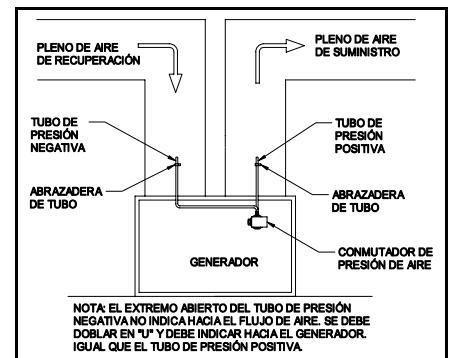 PLENO DE AIRE
DE RECUPERACIÓN
PLENO DE AIRE
DE SUMINISTRO
TUBO DE
PRESIÓN
NEGATIVA
TUBO DE
PRESIÓN
POSITIVA
ABRAZADERA
DE TUBO
ABRAZADERA
DE TUBO
CONMUTADOR DE
PRESIÓN DE AIRE
GENERADOR
NOTA: EL EXTREMO ABIERTO DEL TUBO DE PRESIÓN
NEGATIVA NO INDICA HACIA EL FLUJO DE AIRE. SE DEBE
DOBLAR EN "U" Y DEBE INDICAR HACIA EL GENERADOR.
IGUAL QUE EL TUBO DE PRESIÓN POSITIVA.